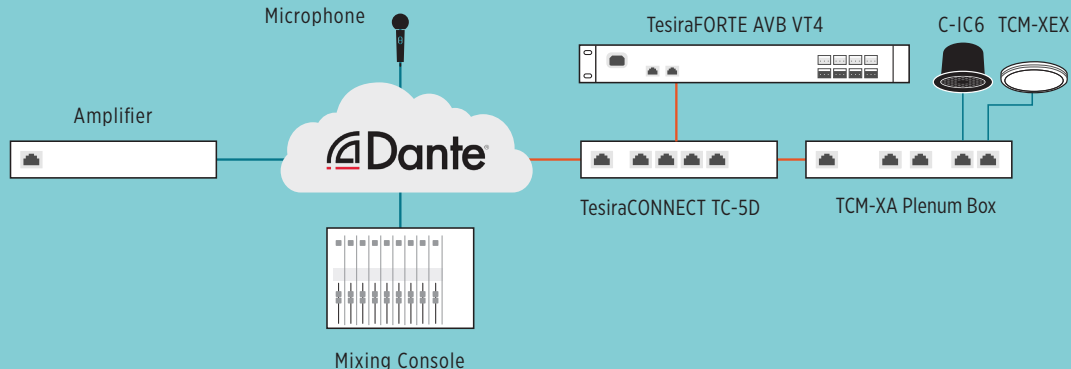 Microphone
TesiraFORTE AVB VT4
C-IC6
TCM-XEX
Amplifier
Dante®
TesiraCONNECT TC-5D
TCM-XA Plenum Box
Mixing Console